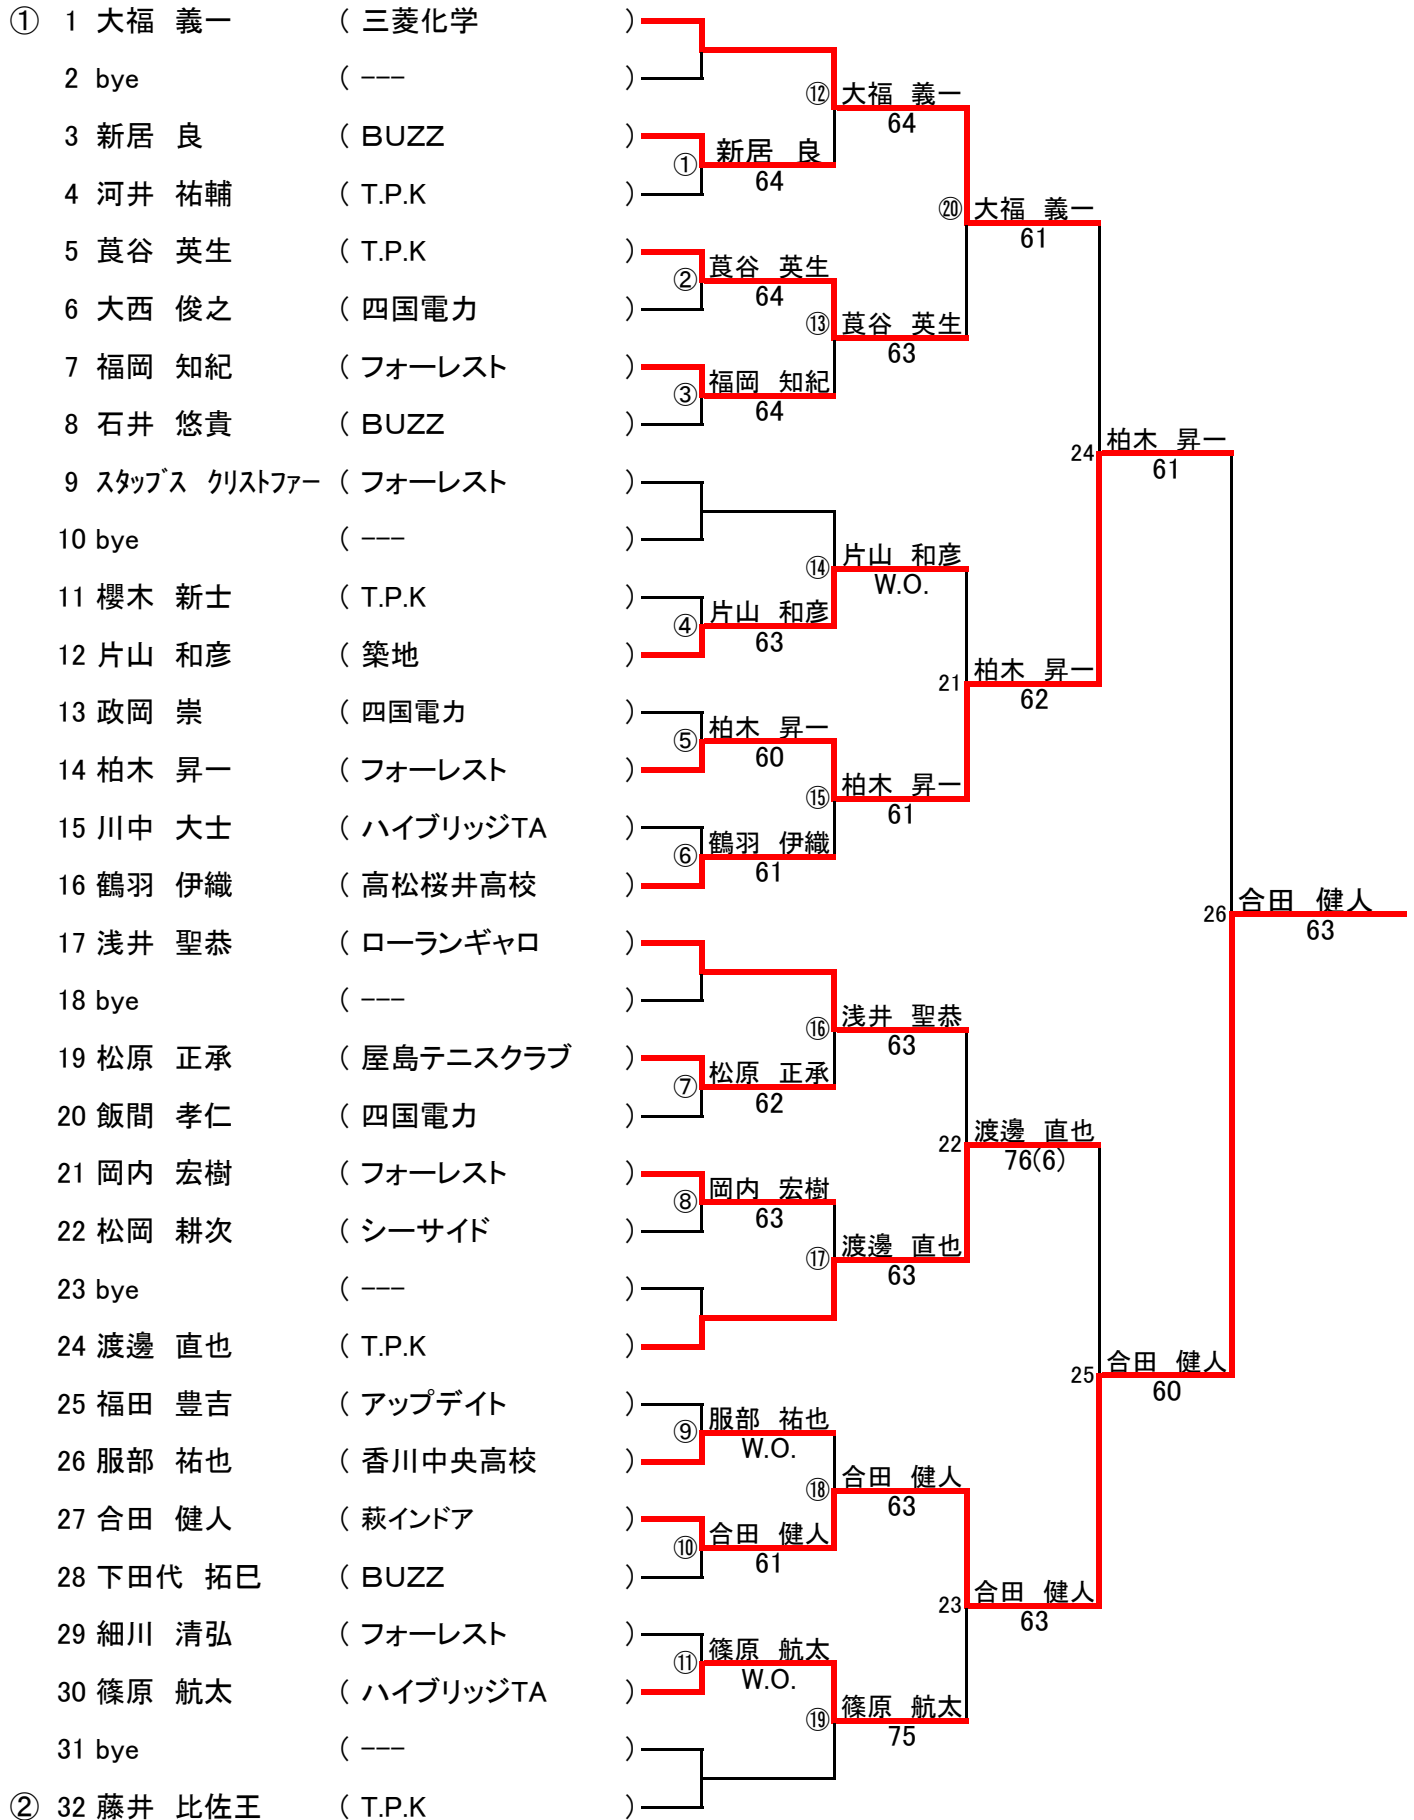 ① 1 大福 義一 ( 三菱化学 )
2 bye ( --- )
⑫ 大福 義一
64
3 新居 良 ( BUZZ )
① 新居 良
64
4 河井 祐輔 ( T.P.K )
⑳ 大福 義一
61
5 莨谷 英生 ( T.P.K )
② 莨谷 英生
64
6 大西 俊之 ( 四国電力 )
⑬ 莨谷 英生
63
7 福岡 知紀 ( フォーレスト )
③ 福岡 知紀
64
8 石井 悠貴 ( BUZZ )
24 柏木 昇一
61
9 スタッブス クリストファー ( フォーレスト )
10 bye ( --- )
⑭ 片山 和彦
W.O.
11 櫻木 新士 ( T.P.K )
④ 片山 和彦
63
12 片山 和彦 ( 築地 )
21 柏木 昇一
62
13 政岡 崇 ( 四国電力 )
⑤ 柏木 昇一
60
14 柏木 昇一 ( フォーレスト )
⑮ 柏木 昇一
61
15 川中 大士 ( ハイブリッジTA )
⑥ 鶴羽 伊織
61
16 鶴羽 伊織 ( 高松桜井高校 )
26 合田 健人
63
17 浅井 聖恭 ( ローランギャロ )
18 bye ( --- )
⑯ 浅井 聖恭
63
19 松原 正承 ( 屋島テニスクラブ )
⑦ 松原 正承
62
20 飯間 孝仁 ( 四国電力 )
22 渡邊 直也
76(6)
21 岡内 宏樹 ( フォーレスト )
⑧ 岡内 宏樹
63
22 松岡 耕次 ( シーサイド )
⑰ 渡邊 直也
63
23 bye ( --- )
24 渡邊 直也 ( T.P.K )
25 合田 健人
60
25 福田 豊吉 ( アップデイト )
⑨ 服部 祐也
W.O.
26 服部 祐也 ( 香川中央高校 )
⑱ 合田 健人
63
27 合田 健人 ( 萩インドア )
⑩ 合田 健人
61
28 下田代 拓巳 ( BUZZ )
23 合田 健人
63
29 細川 清弘 ( フォーレスト )
⑪ 篠原 航太
W.O.
30 篠原 航太 ( ハイブリッジTA )
⑲ 篠原 航太
75
31 bye ( --- )
② 32 藤井 比佐王 ( T.P.K )